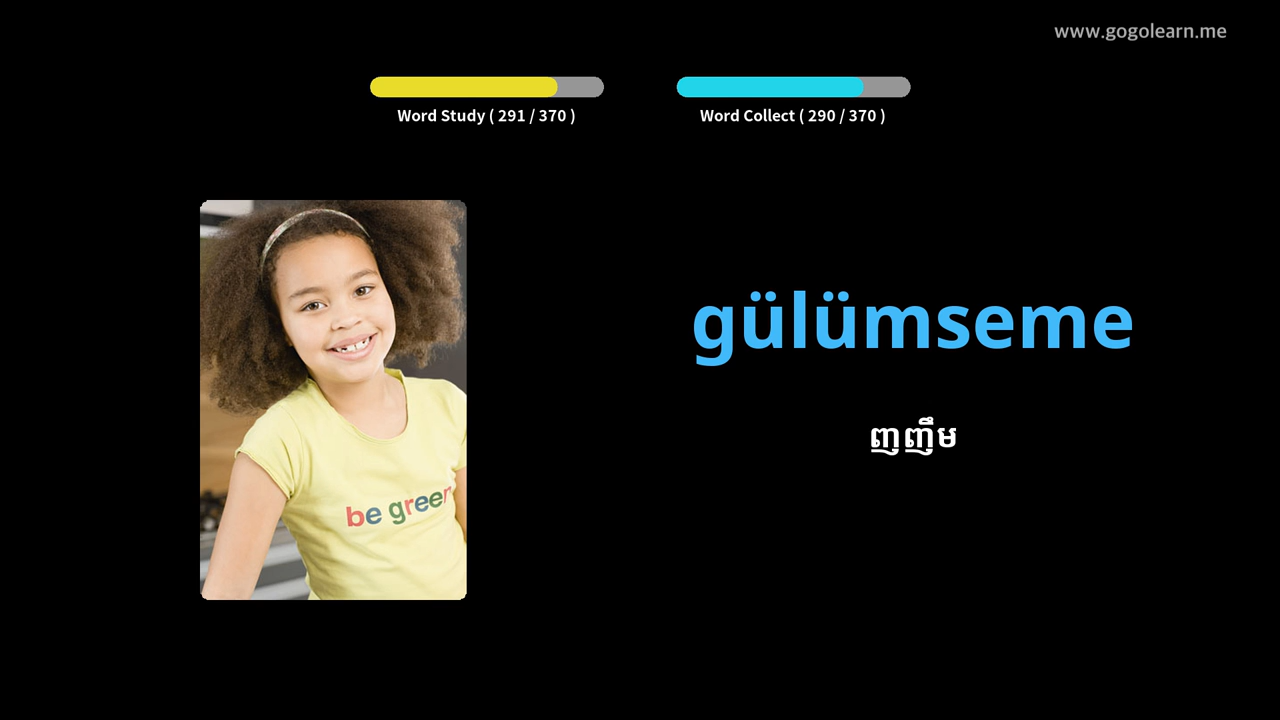 www.gogolearn.me
Word Study ( 291 / 370 )
Word Collect ( 290 / 370 )
gülümseme
ញញឹម
be green